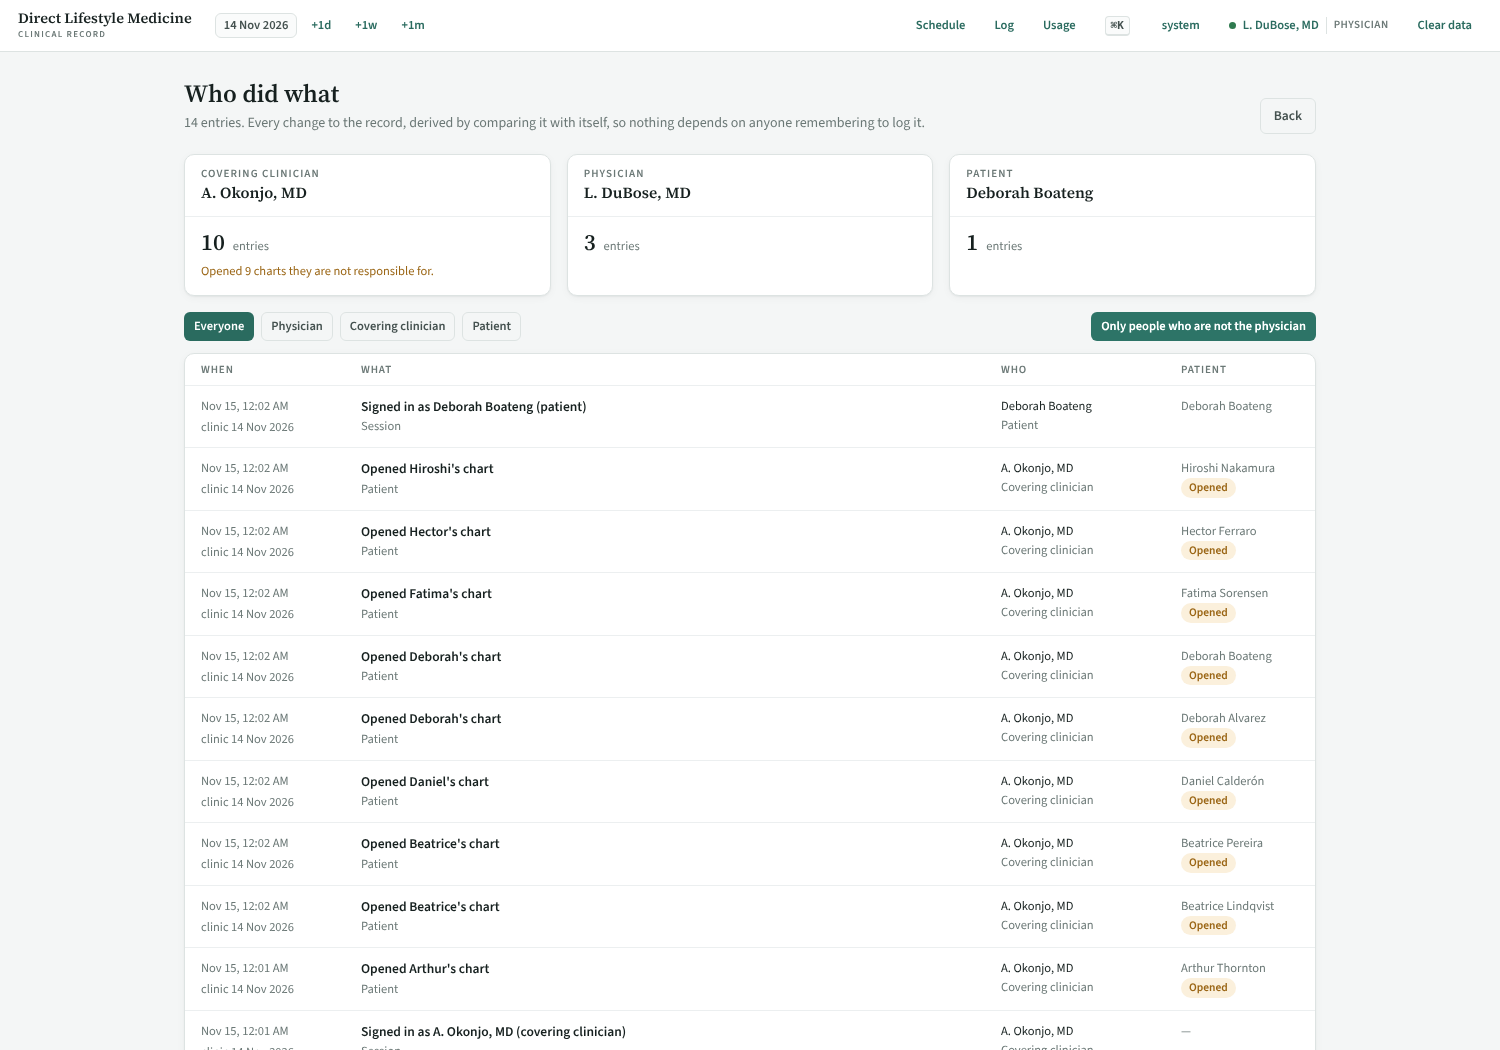 Direct Lifestyle Medicine
CLINICAL RECORD
14 Nov 2026 +1d +1w +1m
Schedule Log Usage ⌘K system L. DuBose, MD PHYSICIAN Clear data
Who did what
14 entries. Every change to the record, derived by comparing it with itself, so nothing depends on anyone remembering to log it.
Back
COVERING CLINICIAN
A. Okonjo, MD
10 entries
Opened 9 charts they are not responsible for.
PHYSICIAN
L. DuBose, MD
3 entries
PATIENT
Deborah Boateng
1 entries
Everyone Physician Covering clinician Patient
Only people who are not the physician
WHEN WHAT WHO PATIENT
Nov 15, 12:02 AM Signed in as Deborah Boateng (patient) Deborah Boateng Deborah Boateng
clinic 14 Nov 2026 Session Patient
Nov 15, 12:02 AM Opened Hiroshi's chart A. Okonjo, MD Hiroshi Nakamura
clinic 14 Nov 2026 Patient Covering clinician Opened
Nov 15, 12:02 AM Opened Hector's chart A. Okonjo, MD Hector Ferraro
clinic 14 Nov 2026 Patient Covering clinician Opened
Nov 15, 12:02 AM Opened Fatima's chart A. Okonjo, MD Fatima Sorensen
clinic 14 Nov 2026 Patient Covering clinician Opened
Nov 15, 12:02 AM Opened Deborah's chart A. Okonjo, MD Deborah Boateng
clinic 14 Nov 2026 Patient Covering clinician Opened
Nov 15, 12:02 AM Opened Deborah's chart A. Okonjo, MD Deborah Alvarez
clinic 14 Nov 2026 Patient Covering clinician Opened
Nov 15, 12:02 AM Opened Daniel's chart A. Okonjo, MD Daniel Calderón
clinic 14 Nov 2026 Patient Covering clinician Opened
Nov 15, 12:02 AM Opened Beatrice's chart A. Okonjo, MD Beatrice Pereira
clinic 14 Nov 2026 Patient Covering clinician Opened
Nov 15, 12:02 AM Opened Beatrice's chart A. Okonjo, MD Beatrice Lindqvist
clinic 14 Nov 2026 Patient Covering clinician Opened
Nov 15, 12:01 AM Opened Arthur's chart A. Okonjo, MD Arthur Thornton
clinic 14 Nov 2026 Patient Covering clinician Opened
Nov 15, 12:01 AM Signed in as A. Okonjo, MD (covering clinician) A. Okonjo, MD —